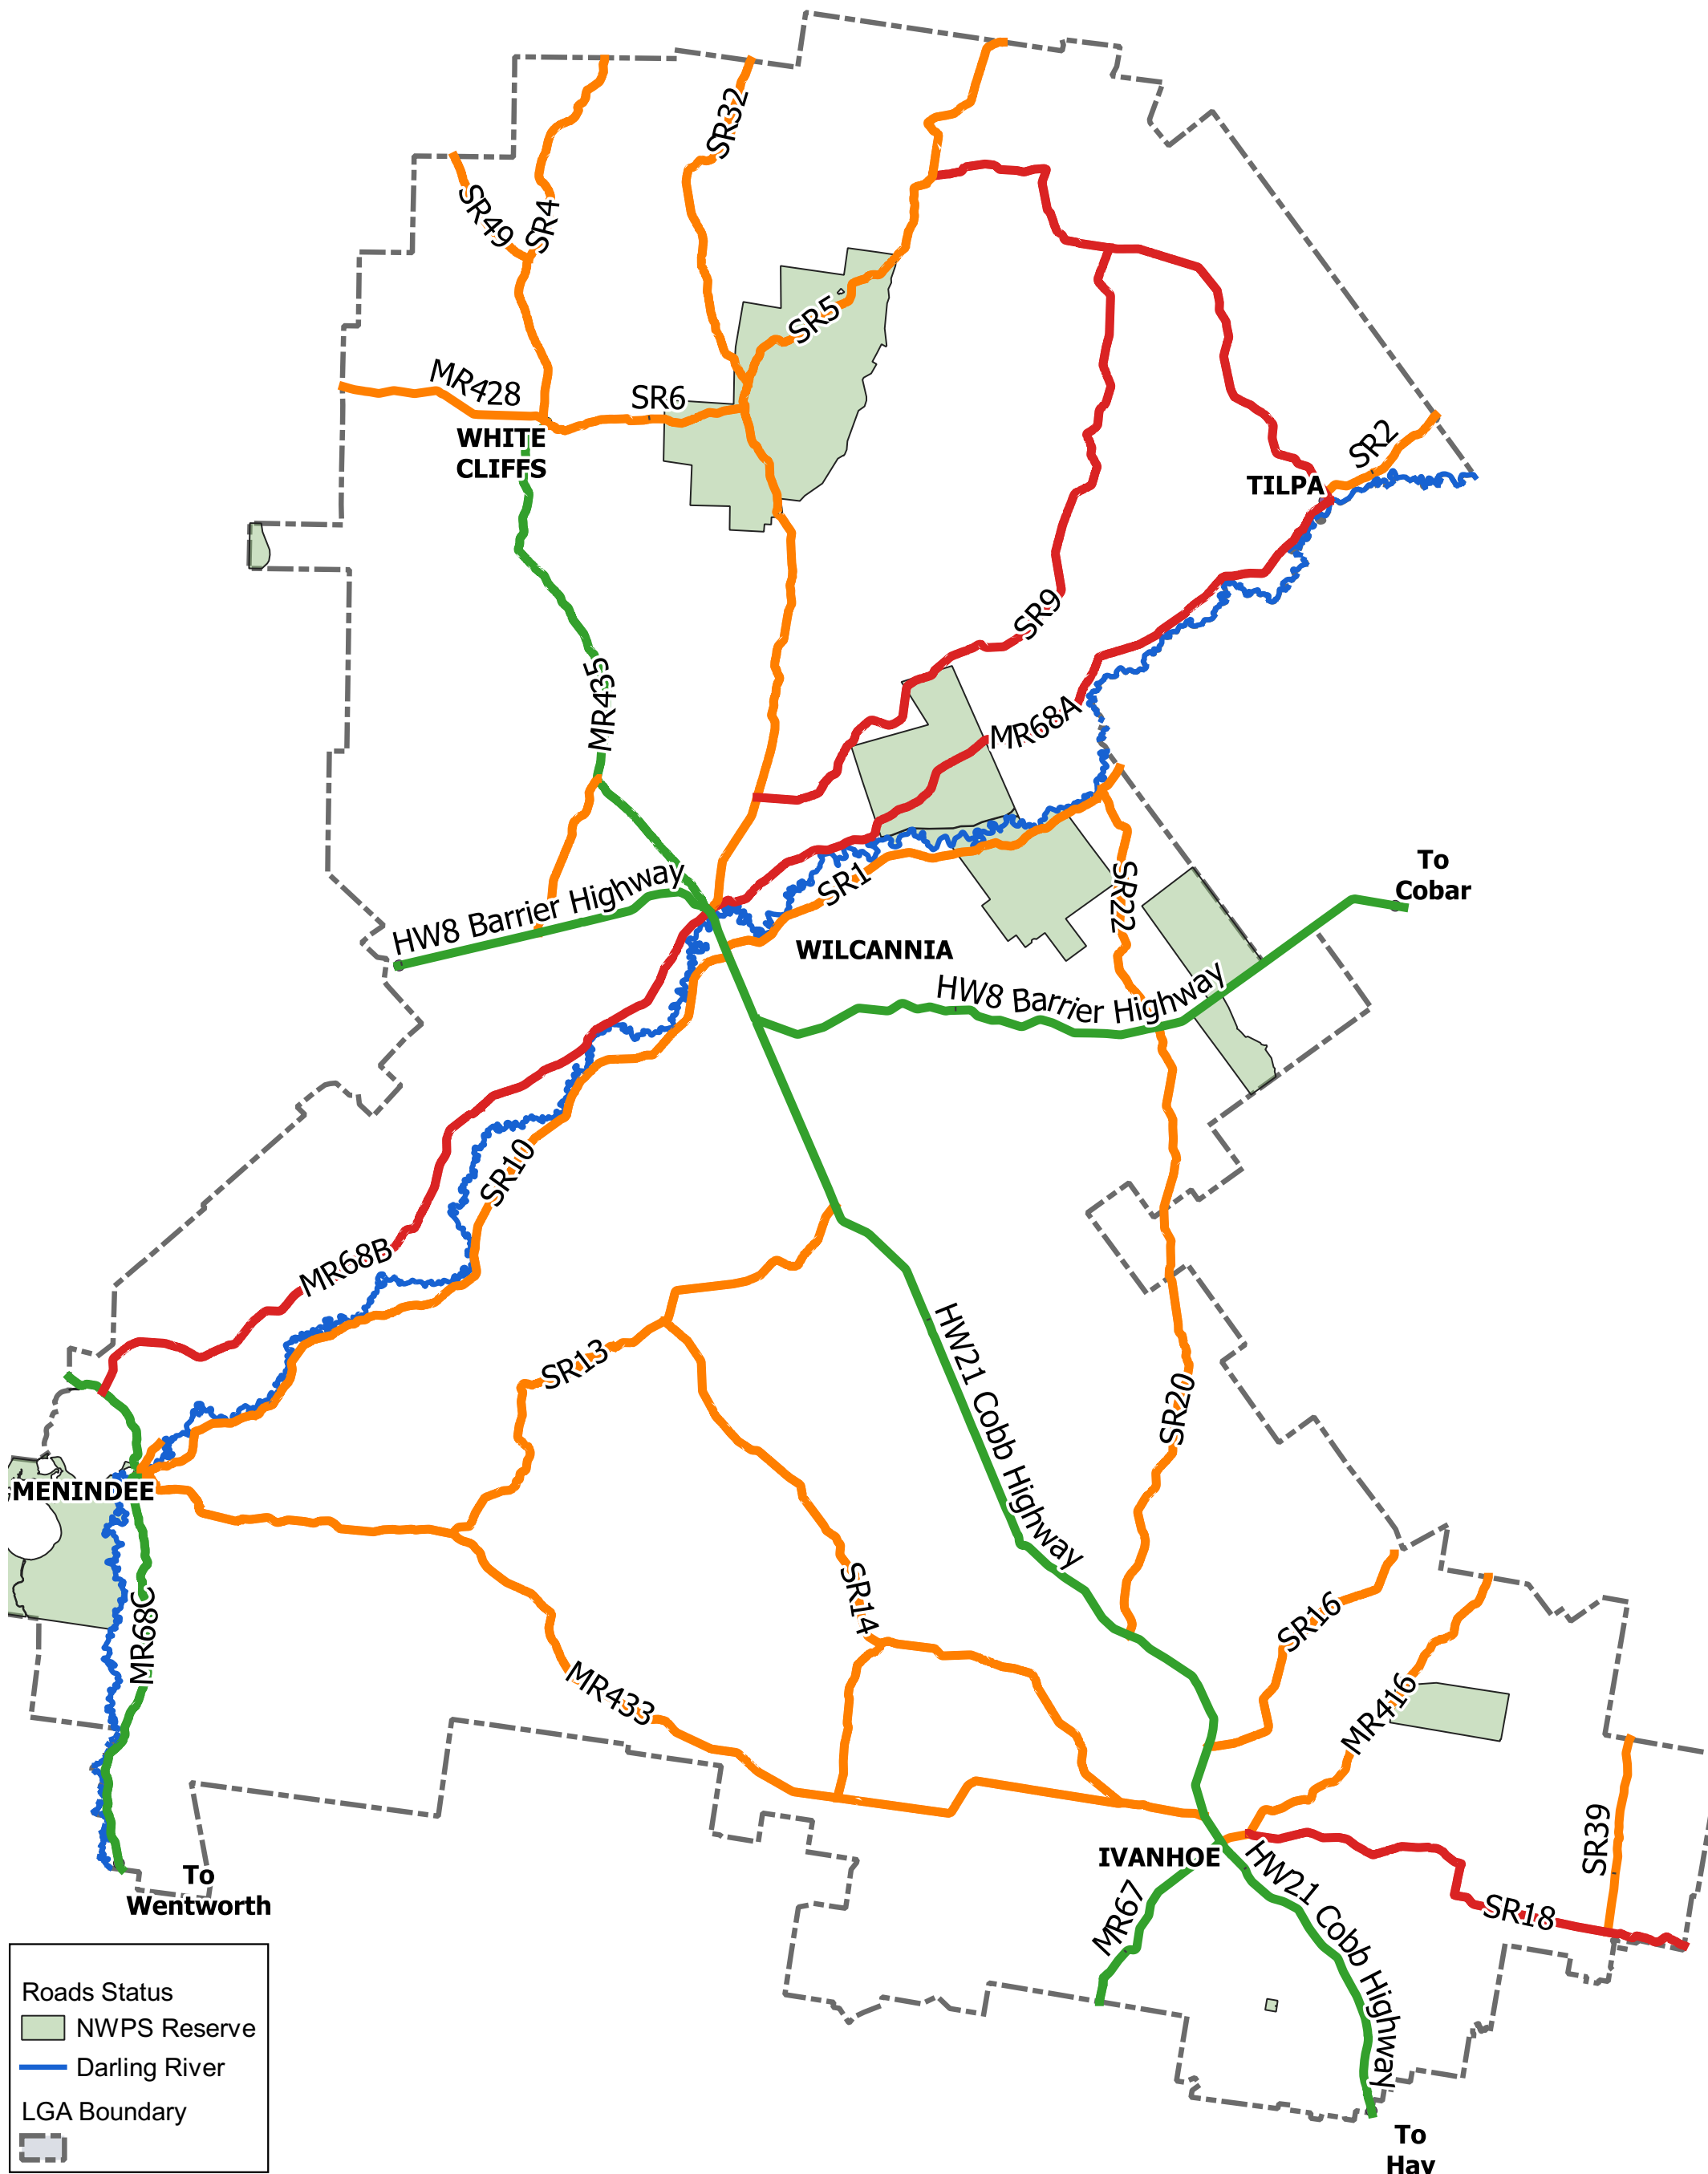 SR32
SR49
SR4
SR5
MR428
SR6
WHITE
CLIFFS
SR2
TILPA
SR9
MR435
MR68A
To
Cobar
SR1
SR22
HW8 Barrier Highway
WILCANNIA
HW8 Barrier Highway
SR10
MR68B
HW21 Cobb Highway
SR13
SR20
MENINDEE
SR14
SR16
MR68C
MR433
MR416
SR39
IVANHOE
HW21 Cobb Highway
To
Wentworth
MR67
SR18
Roads Status
NWPS Reserve
Darling River
LGA Boundary
To
Hay